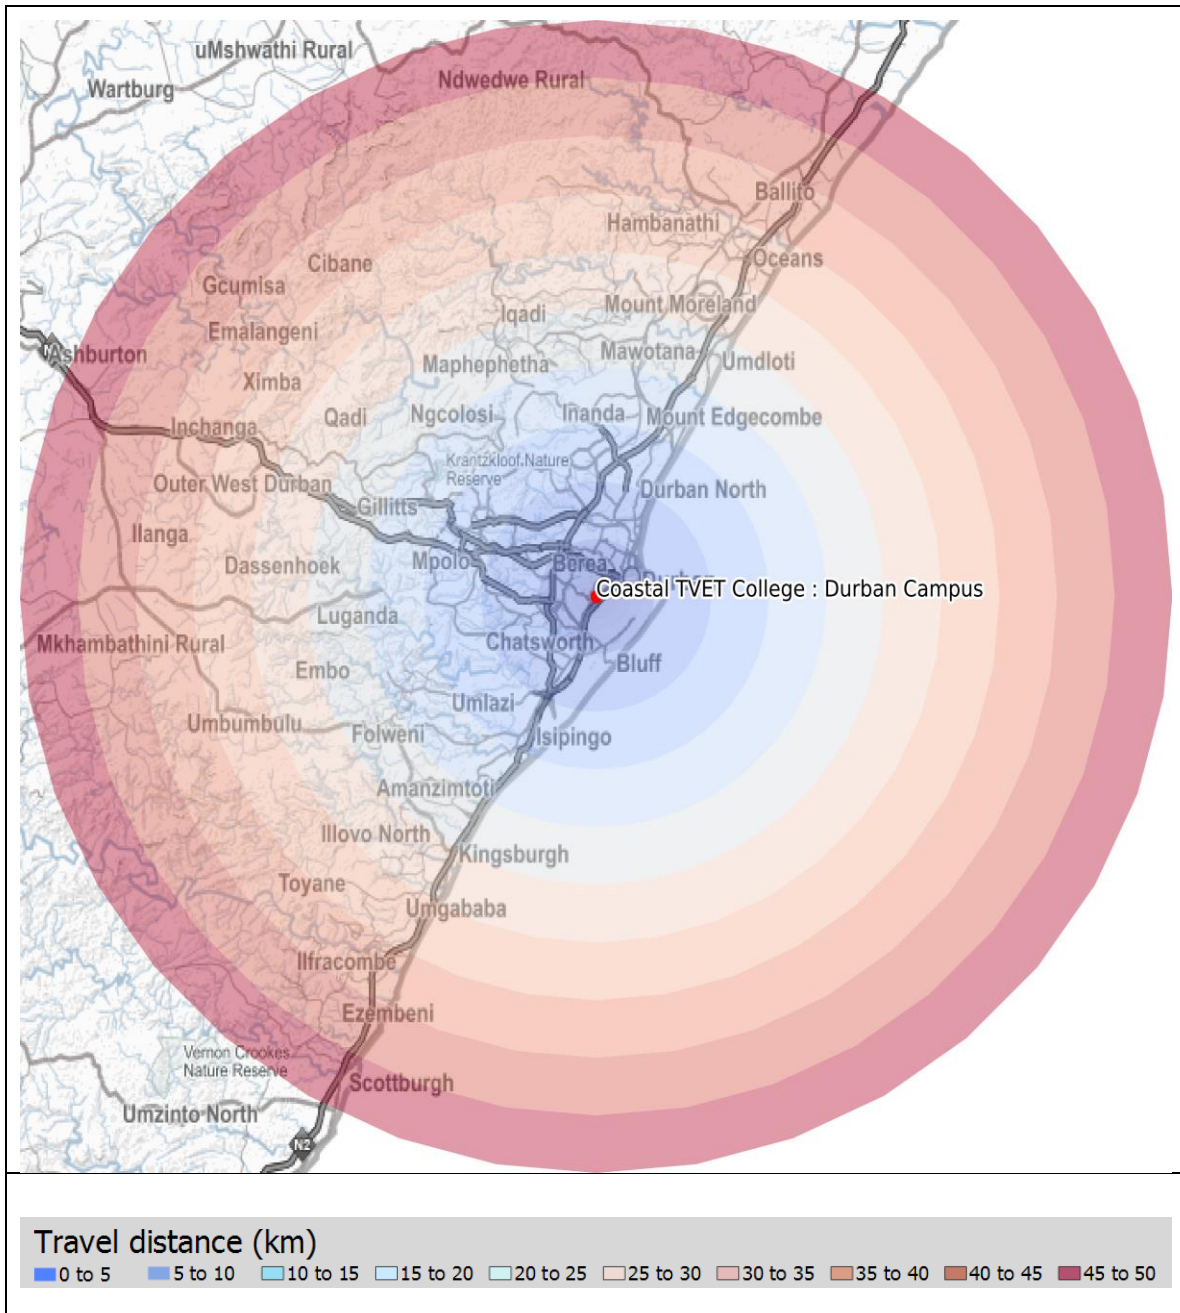 uMshwathi Rural
Wartburg
Ndwedwe Rural
Ballito
Hambanathi
Oceans
Cibane
Gcumisa
Iqadi
Mount Moreland
Emalangeni
Ashburton
Maphephetha
Mawotana
Umdloti
Ximba
Qadi
Ngcolosi
Inanda
Mount Edgecombe
Inchanga
Krantzkloof Nature
Reserve
Outer West Durban
Durban North
Gillitts
Ilanga
Dassenhoek
Mpolo
Berea
Coastal TVET College : Durban Campus
Luganda
Mkhambathini Rural
Chatsworth
Bluff
Embo
Umlazi
Umbumbulu
Folweni
Isipingo
Amanzimtoti
Illovo North
Kingsburgh
Toyane
Umgababa
Ilfracombe
Ezembeni
Vernon Crookes
Nature Reserve
Scottburgh
Umzinto North
N2
Travel distance (km)
0 to 5 5 to 10 10 to 15 15 to 20 20 to 25 25 to 30 30 to 35 35 to 40 40 to 45 45 to 50